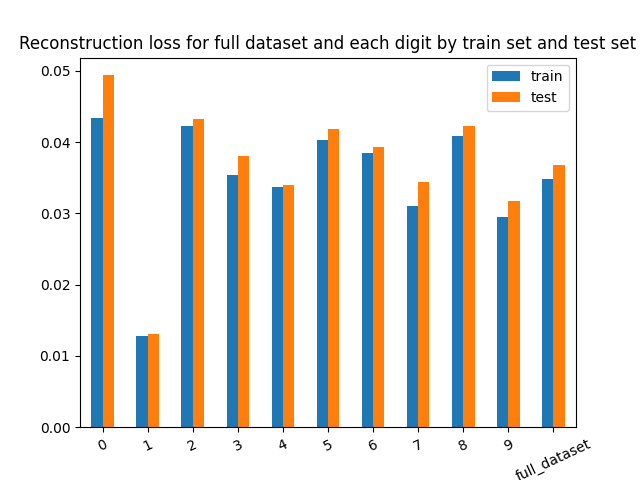 Reconstruction loss for full dataset and each digit by train set and test set
train
test
0.05
0.04
0.03
0.02
0.01
0.00
0 1 2 3 4 5 6 7 8 9 full_dataset